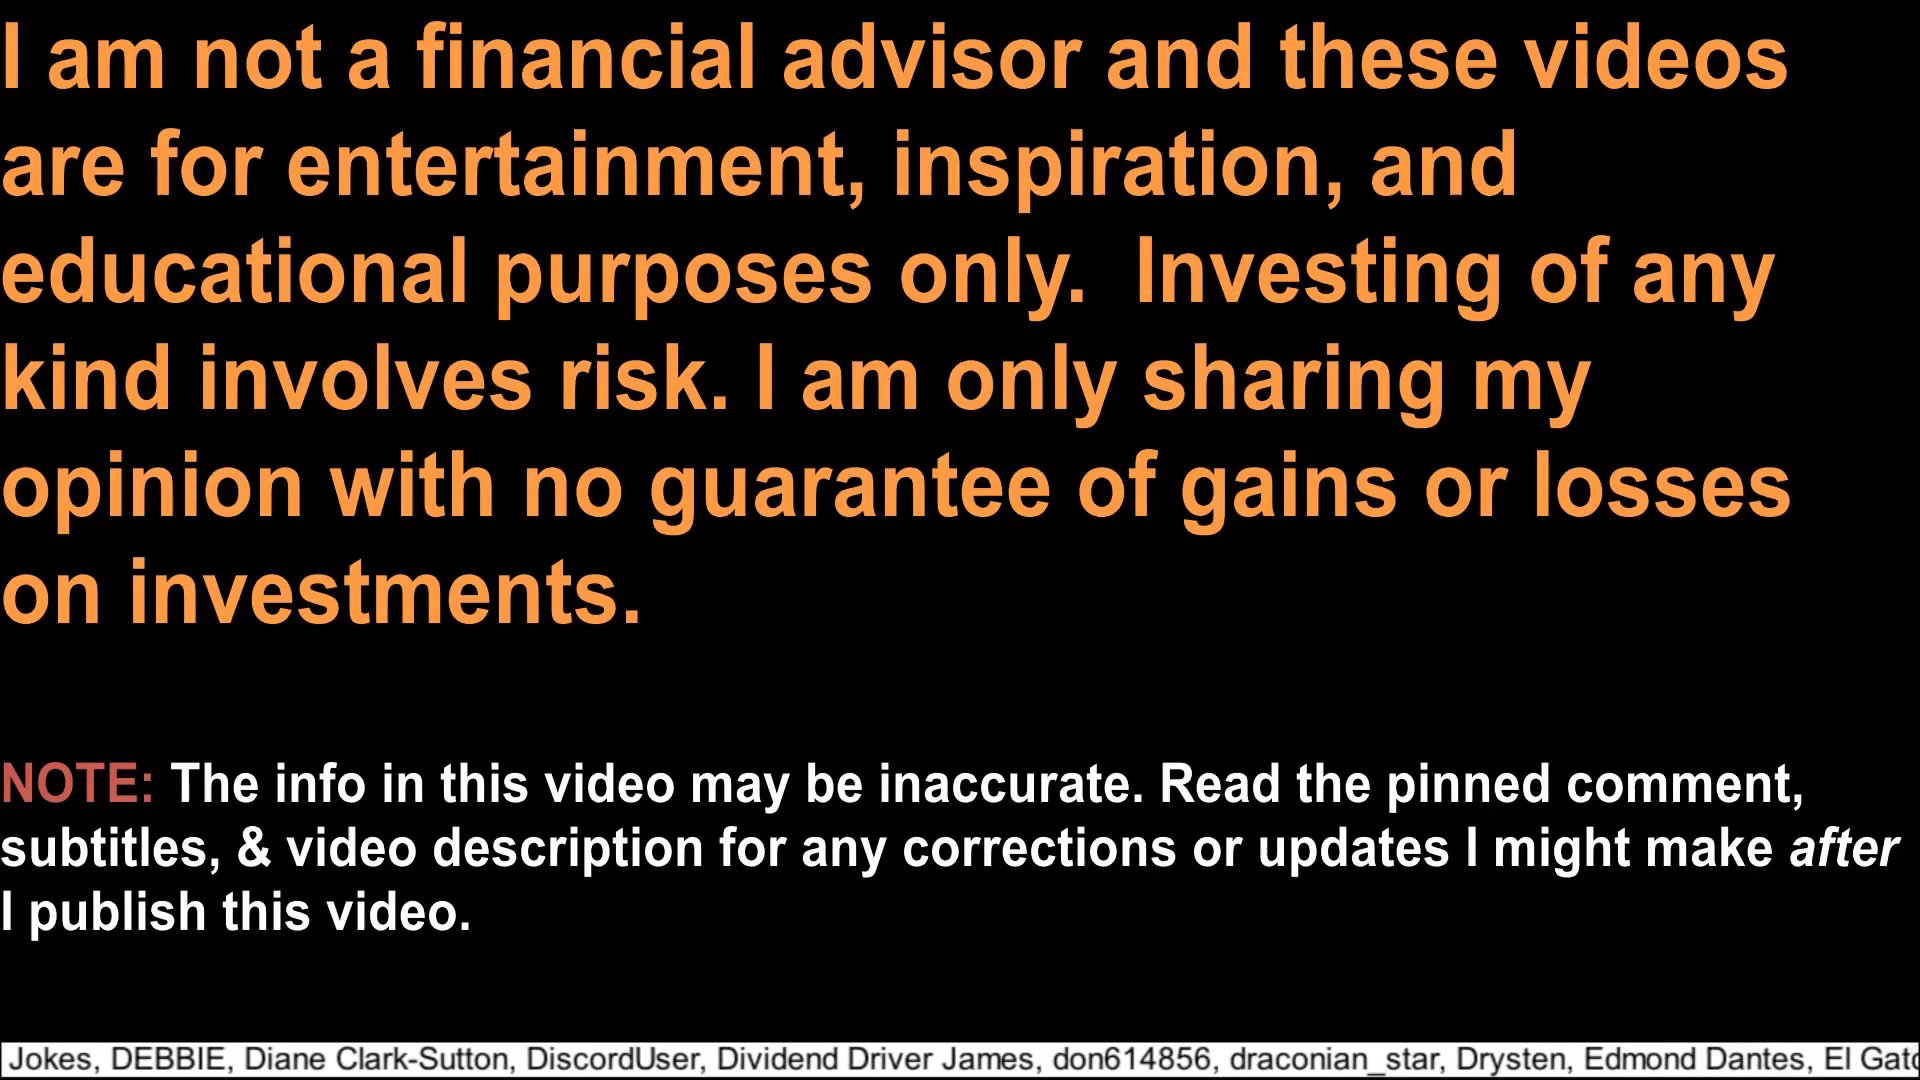 I am not a financial advisor and these videos
are for entertainment, inspiration, and
educational purposes only.  Investing of any
kind involves risk. I am only sharing my
opinion with no guarantee of gains or losses
on investments.
NOTE: The info in this video may be inaccurate. Read the pinned comment,
subtitles, & video description for any corrections or updates I might make after
I publish this video.
Jokes, DEBBIE, Diane Clark-Sutton, DiscordUser, Dividend Driver James, don614856, draconian_star, Drysten, Edmond Dantes, El